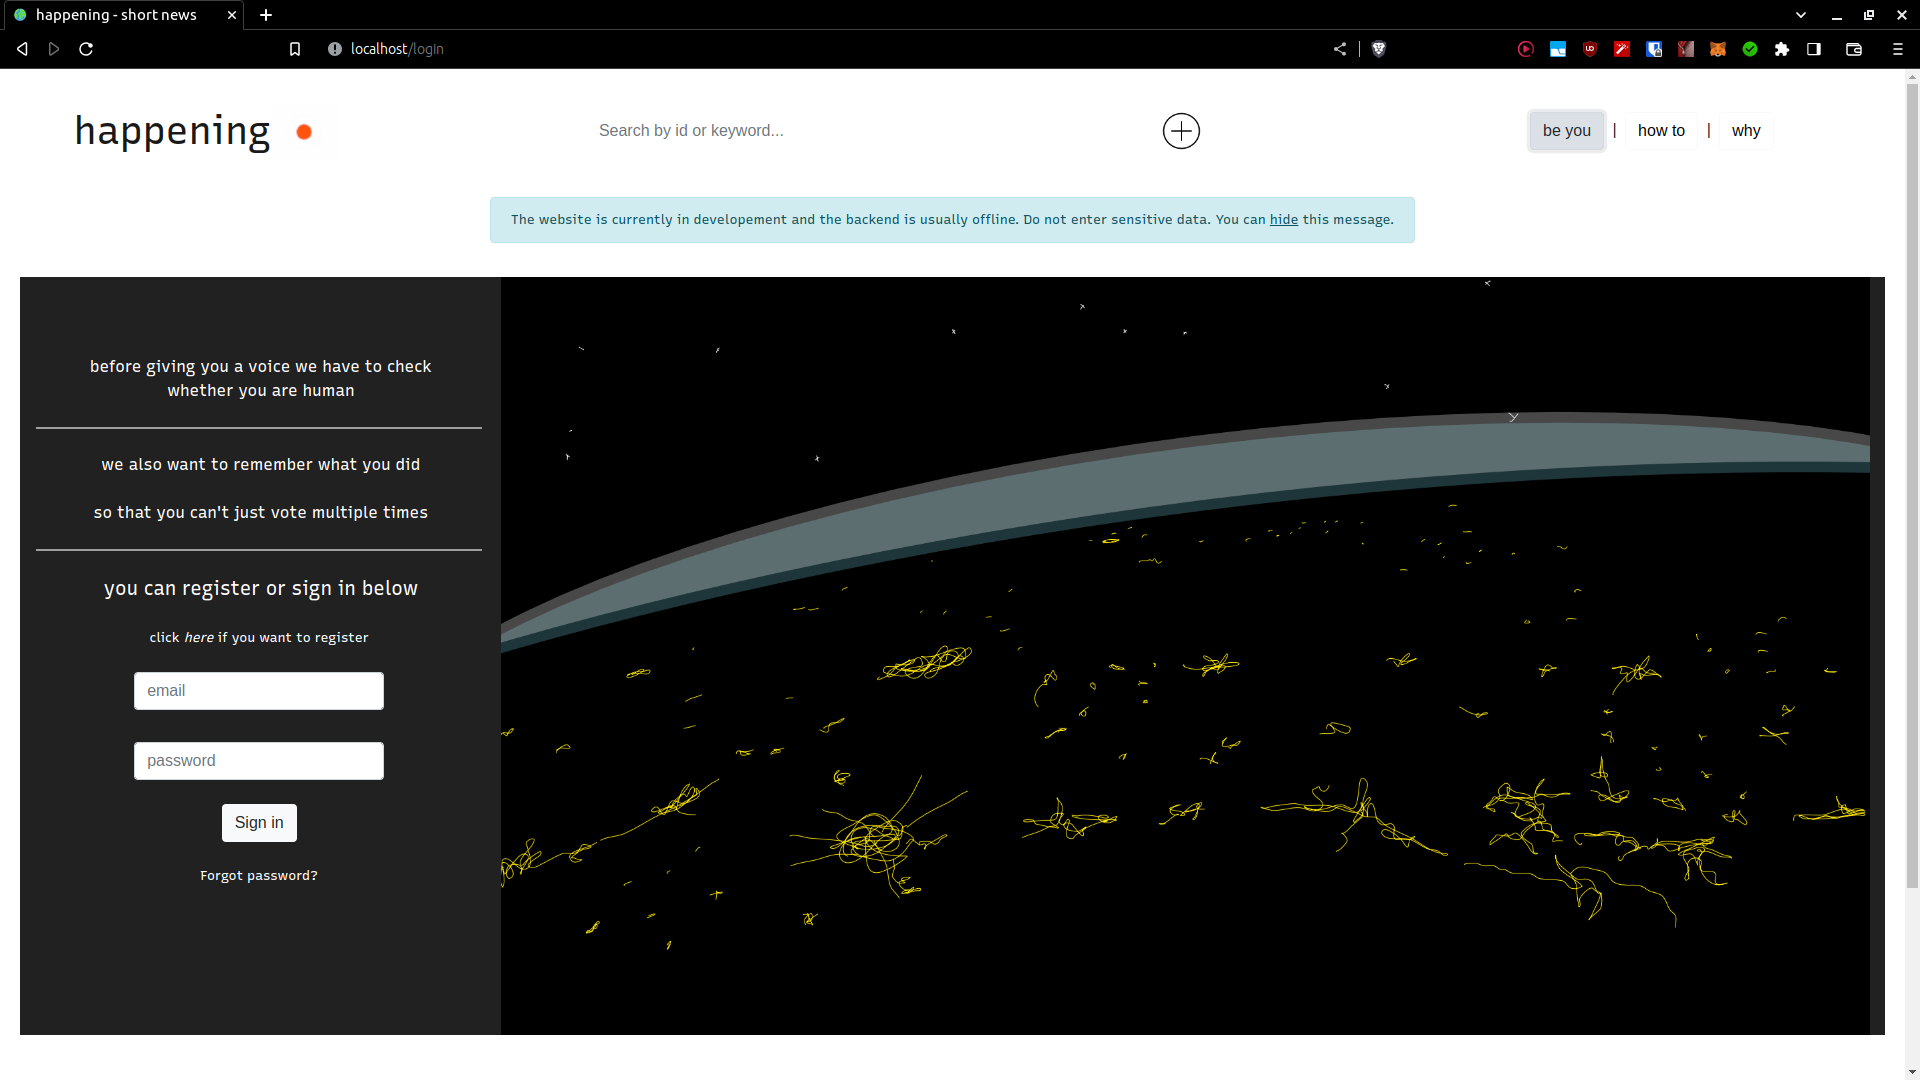 happening - short news
localhost/login
happening
Search by id or keyword...
be you | how to | why
The website is currently in developement and the backend is usually offline. Do not enter sensitive data. You can hide this message.
before giving you a voice we have to check
whether you are human
we also want to remember what you did
so that you can't just vote multiple times
you can register or sign in below
click here if you want to register
email
password
Sign in
Forgot password?